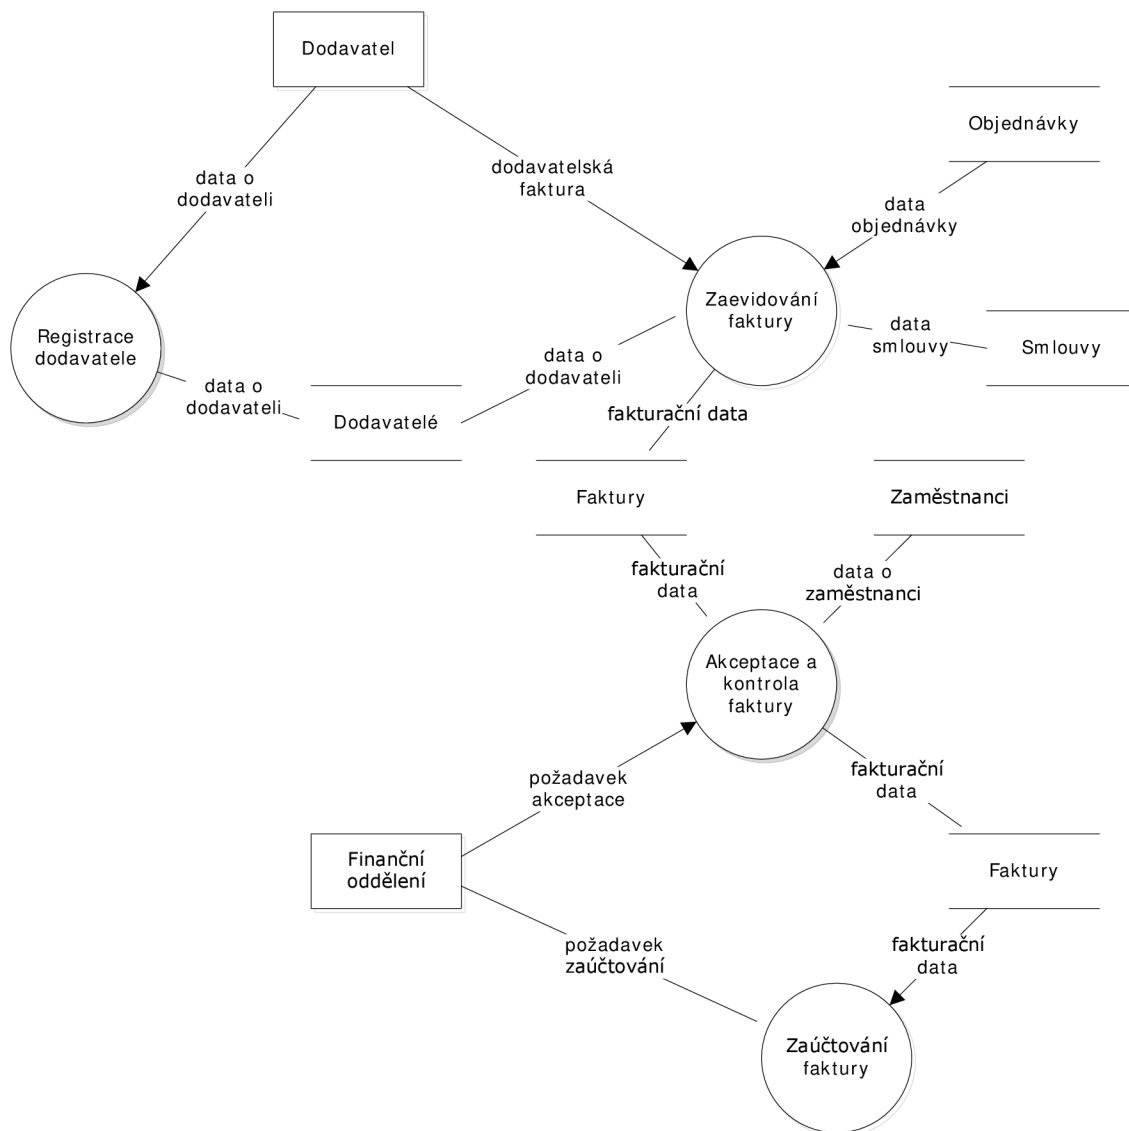 Dodavatel
Objednávky
dodavatelská
faktura
data o
dodavateli
data
objednávky
Zaevidování
faktury
Registrace
dodavatele
data
smlouvy
Smlouvy
data o
dodavateli
data o
dodavateli
Dodavatelé
fakturační data
Faktury
Zaměstnanci
fakturační
data
data o
zaměstnanci
Akceptace a
kontrola
faktury
požadavek
akceptace
fakturační
data
Finanční
oddělení
Faktury
požadavek
zaúčtování
fakturační
data
Zaúčtování
faktury